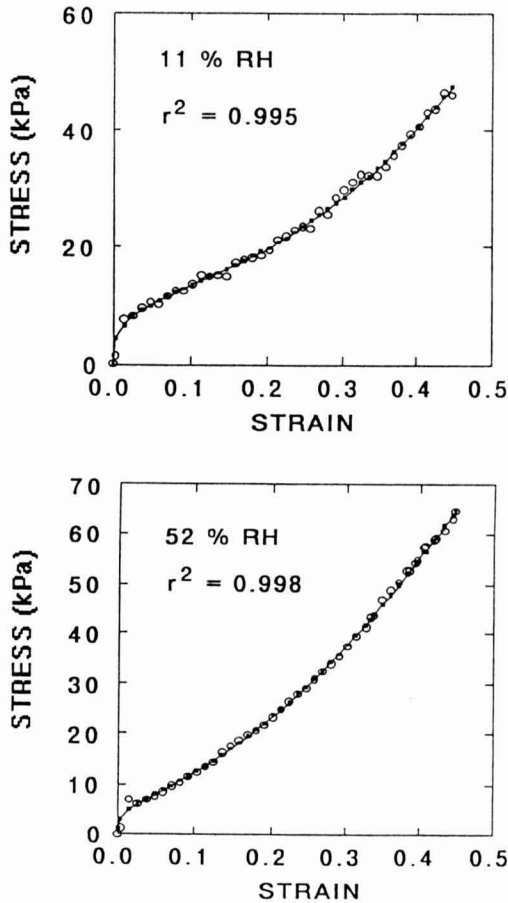 60
11 % RH
r² = 0.995
40
STRESS (kPa)
20
0
0.0 0.1 0.2 0.3 0.4 0.5
STRAIN
70
52 % RH
60
r² = 0.998
50
40
STRESS (kPa)
30
20
10
0
0.0 0.1 0.2 0.3 0.4 0.5
STRAIN